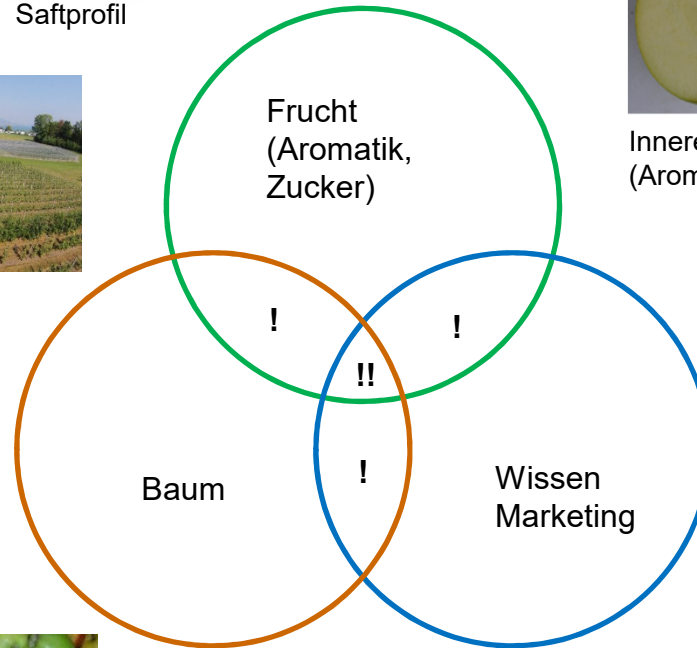 Saftprofil
Frucht
(Aromatik,
Zucker)
!
!
!!
!
Baum
Wissen
Marketing